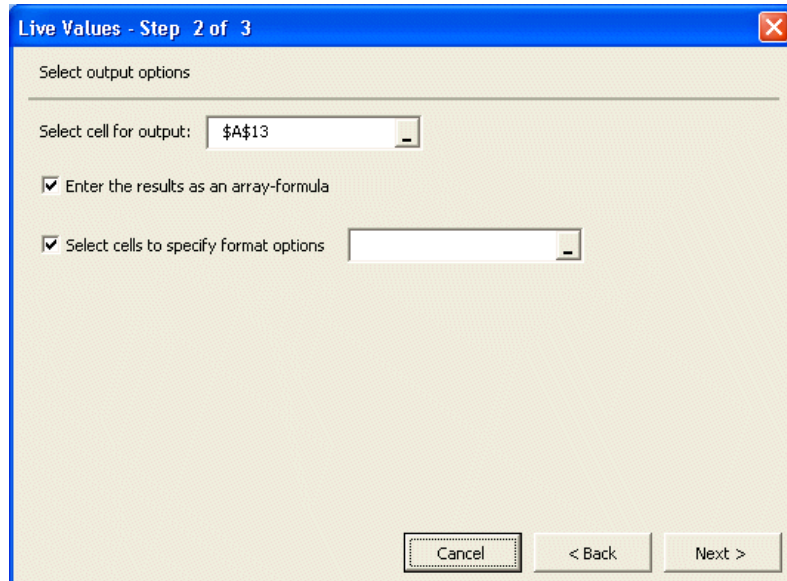 Live Values - Step 2 of 3
Select output options
Select cell for output: $A$13
Enter the results as an array-formula
Select cells to specify format options
Cancel < Back Next >